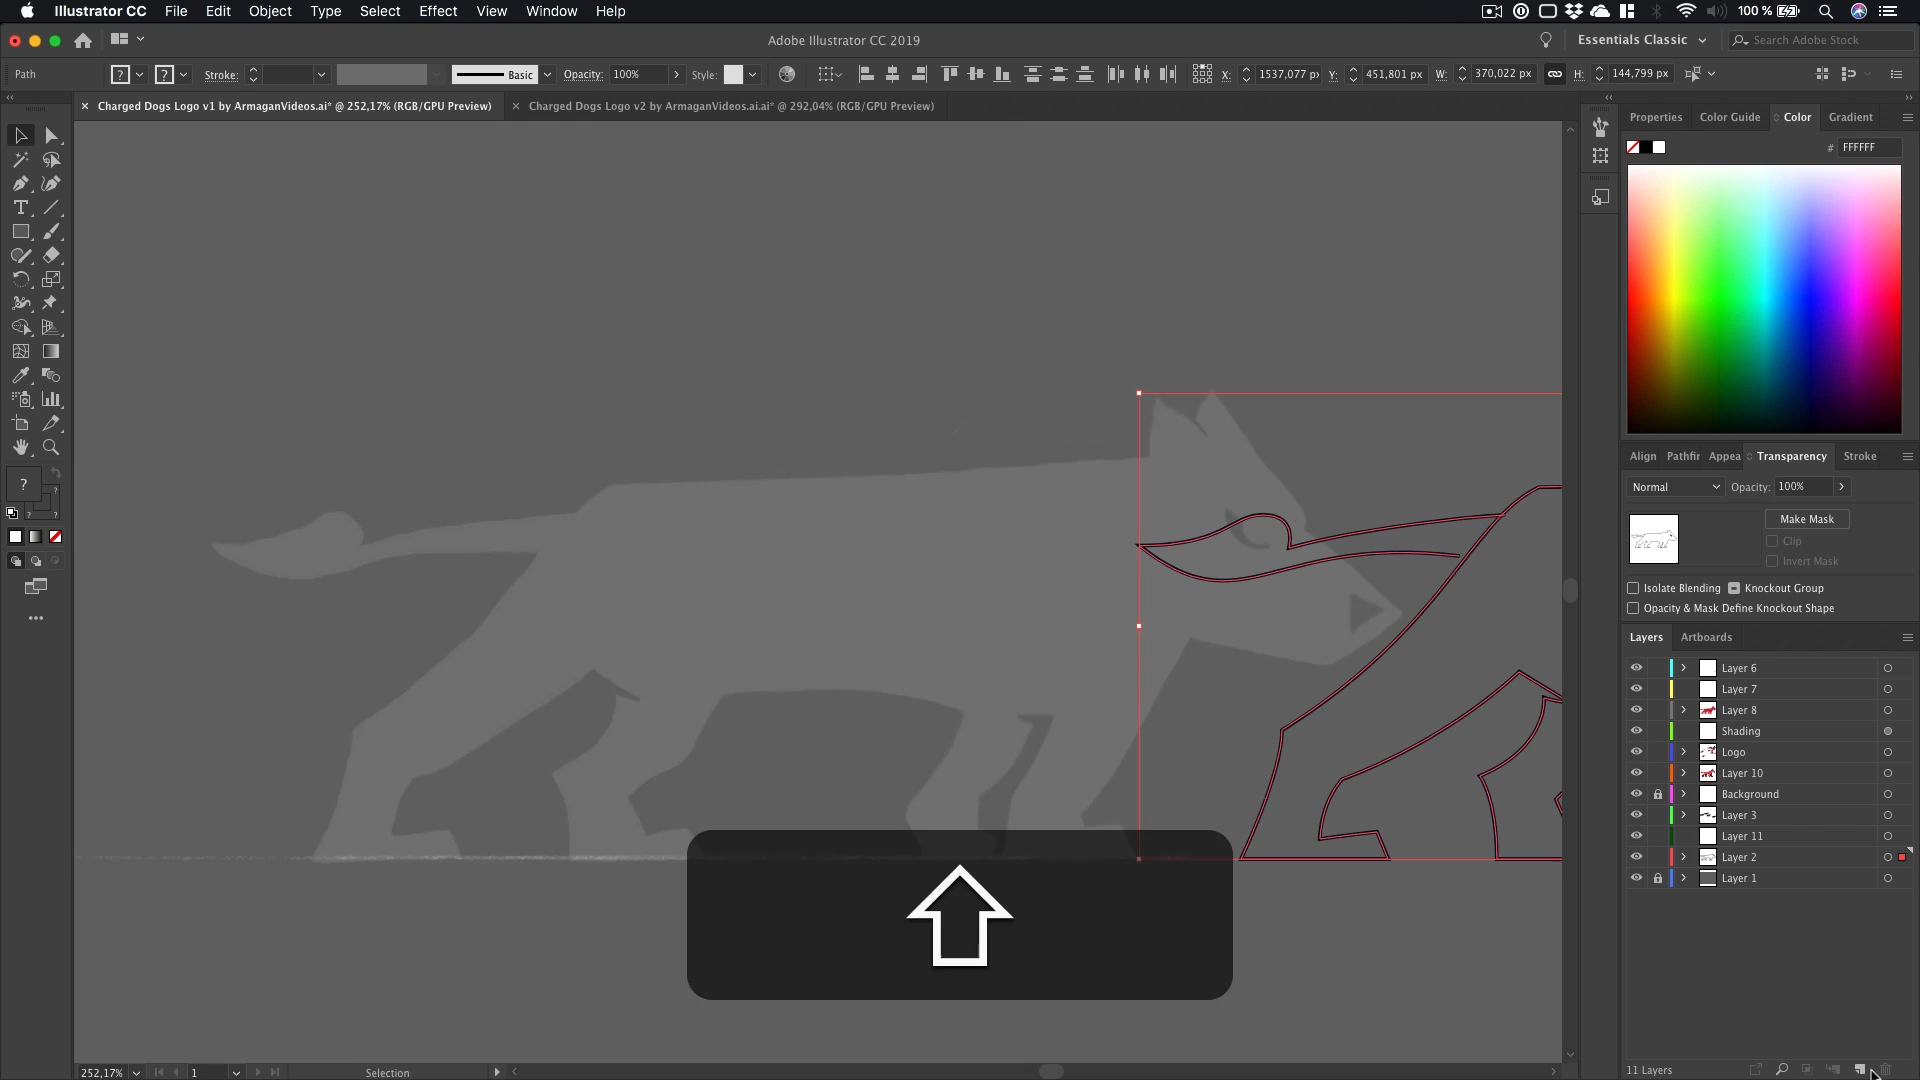 Illustrator CC File Edit Object Type Select Effect View Window Help 100 %
Adobe Illustrator CC 2019 Essentials Classic Search Adobe Stock
Path ? ? Stroke: Basic Opacity: 100% Style: X: 1537,077 px Y: 451,801 px W: 370,022 px H: 144,799 px
× Charged Dogs Logo v1 by ArmaganVideos.ai* @ 252,17% (RGB/GPU Preview) × Charged Dogs Logo v2 by ArmaganVideos.ai.ai* @ 292,04% (RGB/GPU Preview)
Properties Color Guide Color Gradient
# FFFFFF
T
?
? ?
?
Align Pathfir Appea Transparency Stroke
Normal Opacity: 100%
Make Mask
Clip
Invert Mask
Isolate Blending Knockout Group
Opacity & Mask Define Knockout Shape
Layers Artboards
Layer 6
Layer 7
Layer 8
Shading
Logo
Layer 10
Background
Layer 3
Layer 11
Layer 2
Layer 1
252,17% 1 Selection
11 Layers